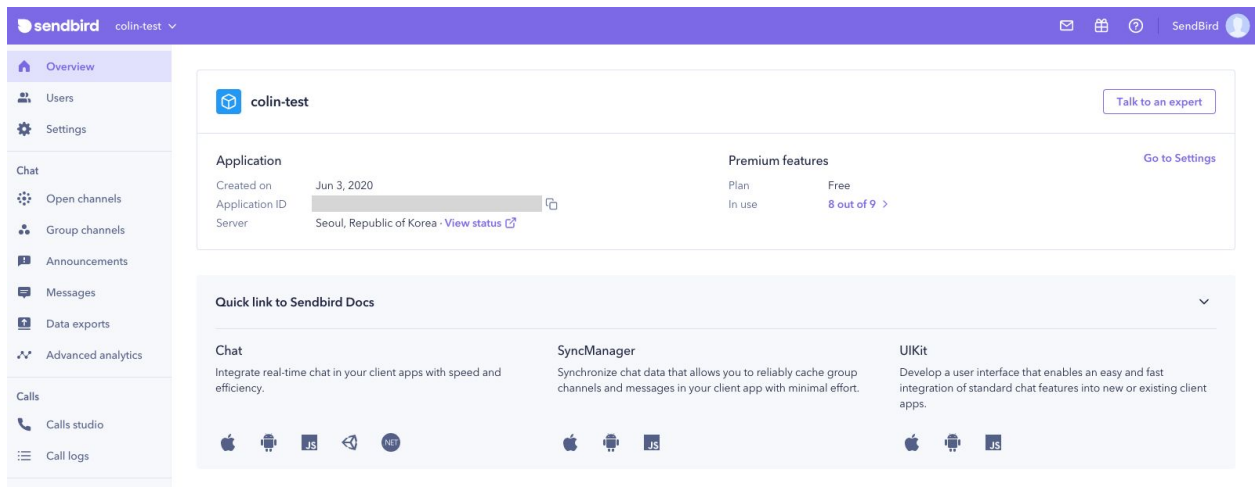 sendbird colin-test SendBird
Overview
Users
Settings
Chat
Open channels
Group channels
Announcements
Messages
Data exports
Advanced analytics
Calls
Calls studio
Call logs
colin-test
Talk to an expert
Application
Created on Jun 3, 2020
Application ID
Server Seoul, Republic of Korea · View status
Premium features
Go to Settings
Plan Free
In use 8 out of 9 >
Quick link to Sendbird Docs
Chat
Integrate real-time chat in your client apps with speed and
efficiency.
JS
NET
SyncManager
Synchronize chat data that allows you to reliably cache group
channels and messages in your client app with minimal effort.
JS
UIKit
Develop a user interface that enables an easy and fast
integration of standard chat features into new or existing client
apps.
JS